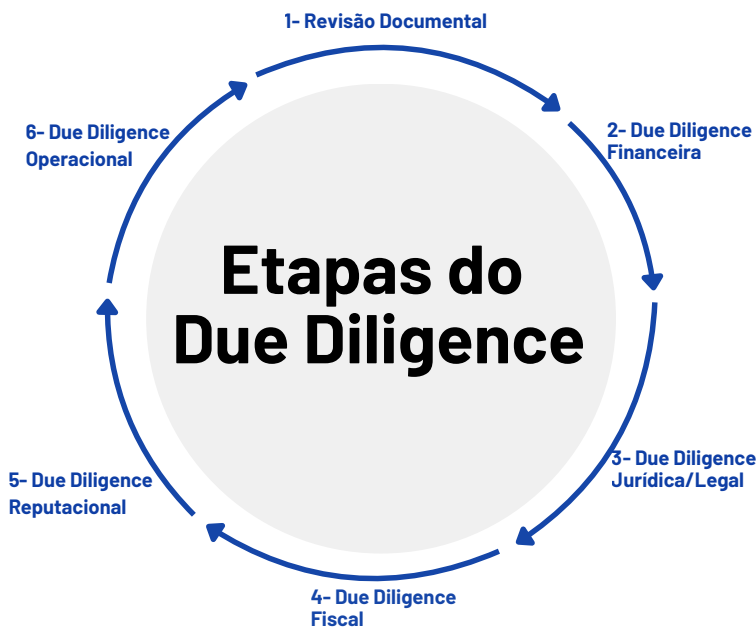 1- Revisão Documental
2- Due Diligence
Financeira
3- Due Diligence
Jurídica/Legal
4- Due Diligence
Fiscal
5- Due Diligence
Reputacional
6- Due Diligence
Operacional
Etapas do
Due Diligence